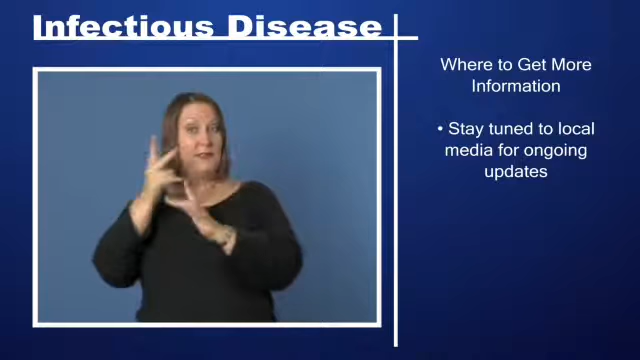 Infectious Disease
Where to Get More
Information
• Stay tuned to local
media for ongoing
updates